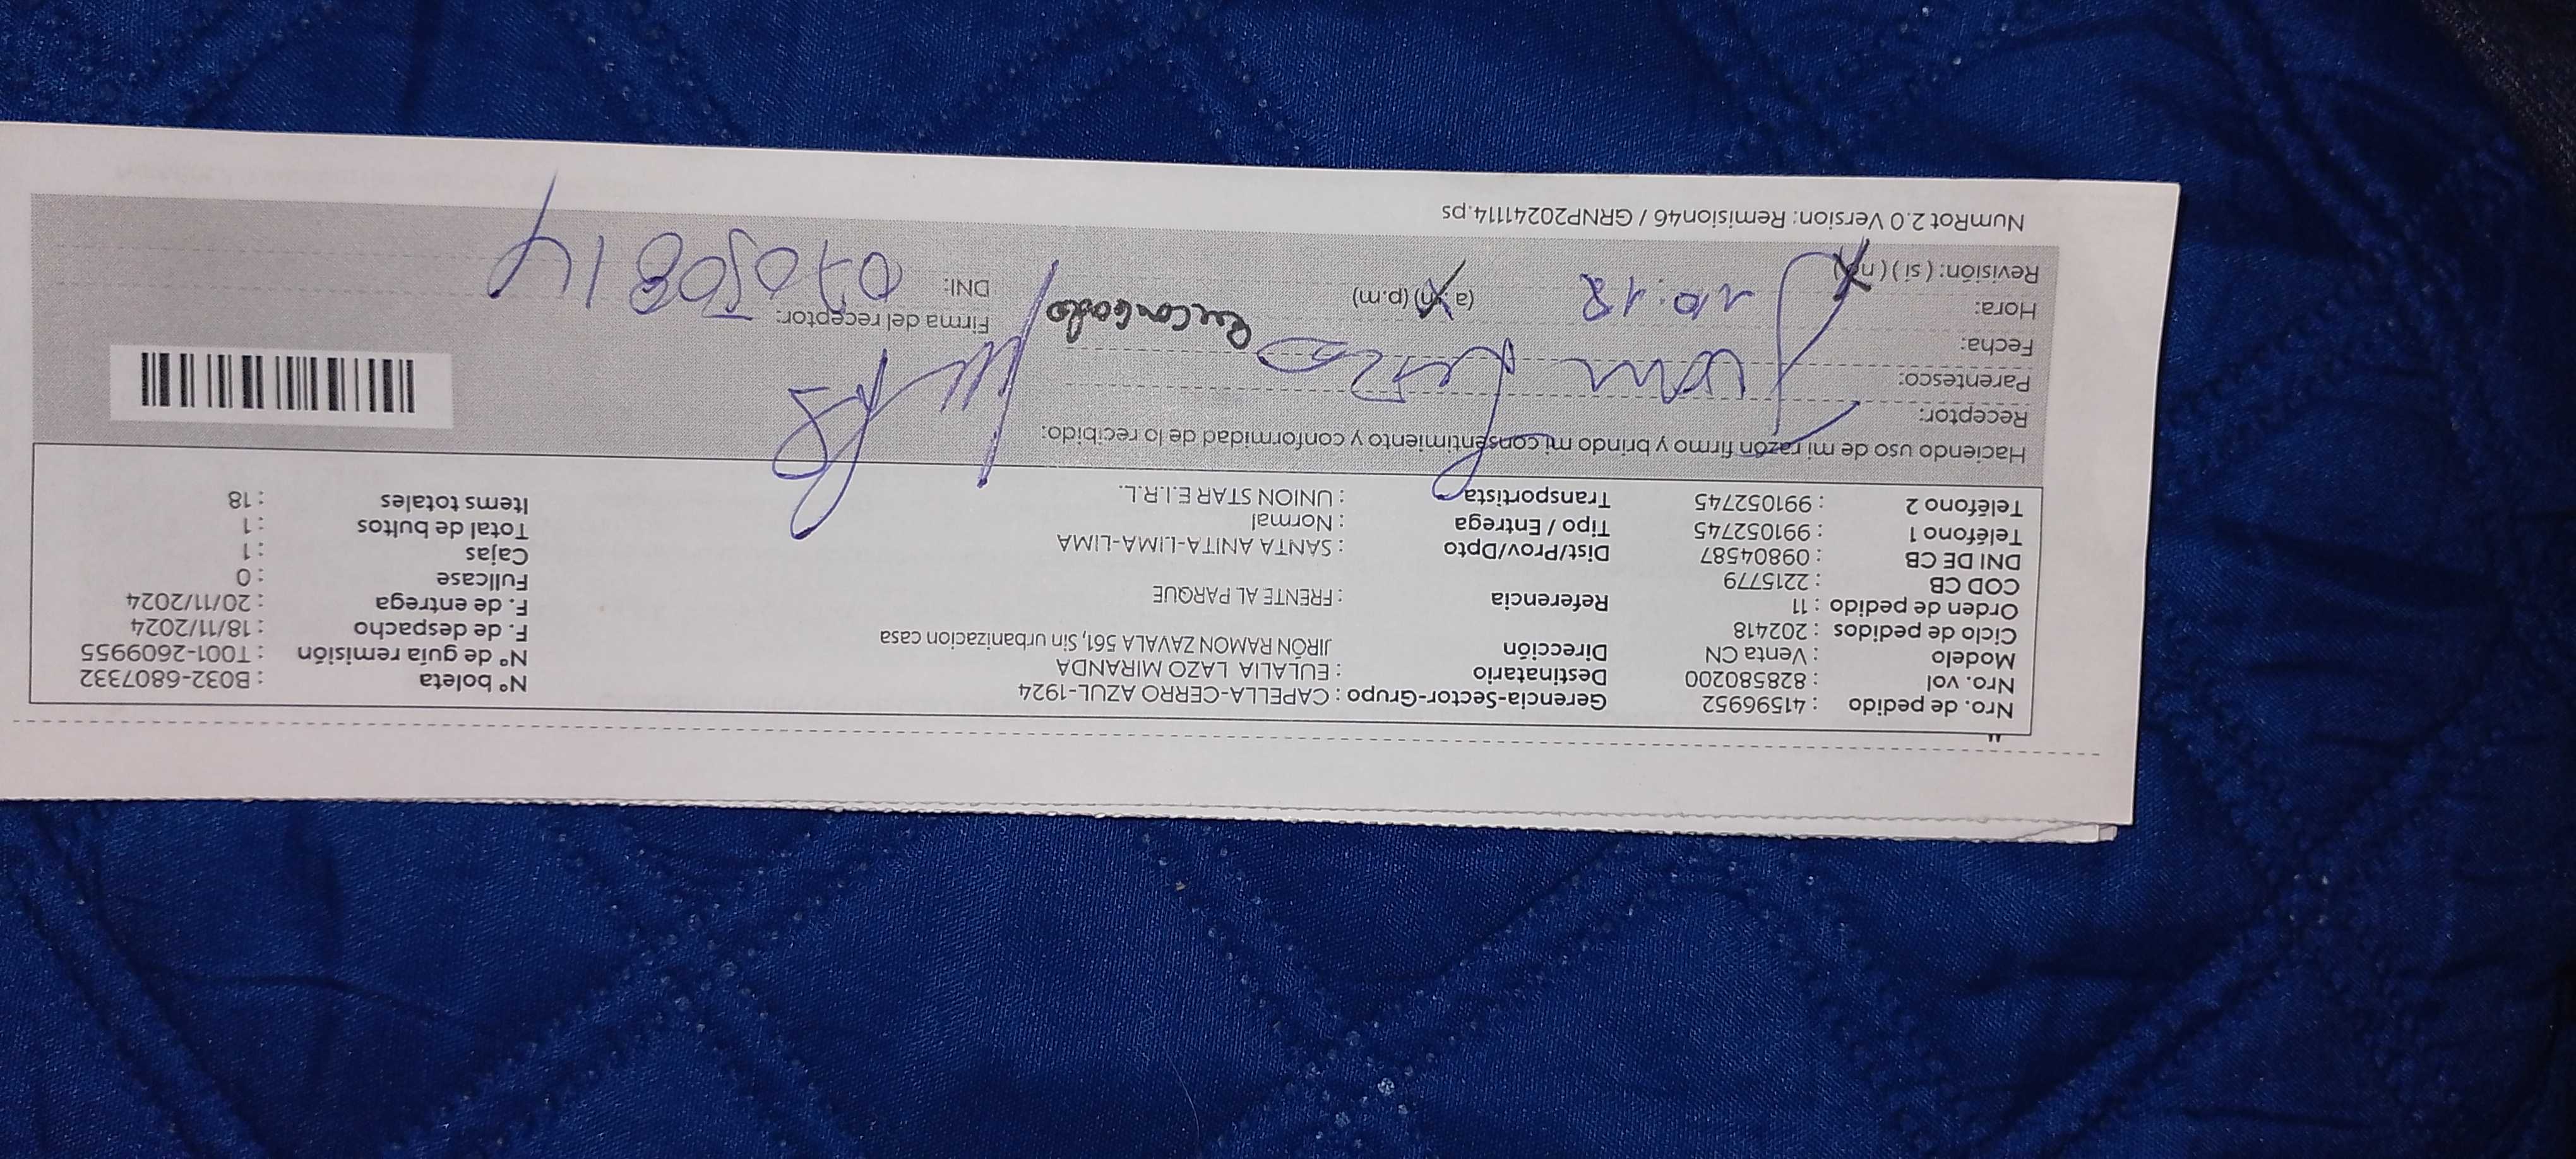 Nro. de pedido : 41596952 Gerencia-Sector-Grupo : CAPELLA-CERRO AZUL-1924 N° boleta : B032-6807332
Nro. vol : 828580200 Destinatario : EULALIA LAZO MIRANDA N° de guía remisión : T001-2609955
Modelo : Venta CN Dirección JIRÓN RAMON ZAVALA 561, Sin urbanizacion casa F. de despacho : 18/11/2024
Ciclo de pedidos : 202418 F. de entrega : 20/11/2024
Orden de pedido : 11 Referencia : FRENTE AL PARQUE Fullcase : 0
COD CB : 2215779 Cajas : 1
DNI DE CB : 09804587 Dist/Prov/Dpto : SANTA ANITA-LIMA-LIMA Total de bultos : 1
Teléfono 1 : 991052745 Tipo / Entrega : Normal Items totales : 18
Teléfono 2 : 991052745 Transportista : UNION STAR E.I.R.L.
Haciendo uso de mi razón firmo y brindo mi consentimiento y conformidad de lo recibido:
Receptor: Juan Lazo
Parentesco:
Fecha: Encargado Firma del receptor:
Hora: 10:18 (a.m) (p.m) DNI:
Revisión: ( si ) ( no )
NumRot 2.0 Version: Remision46 / GRNP20241114.ps